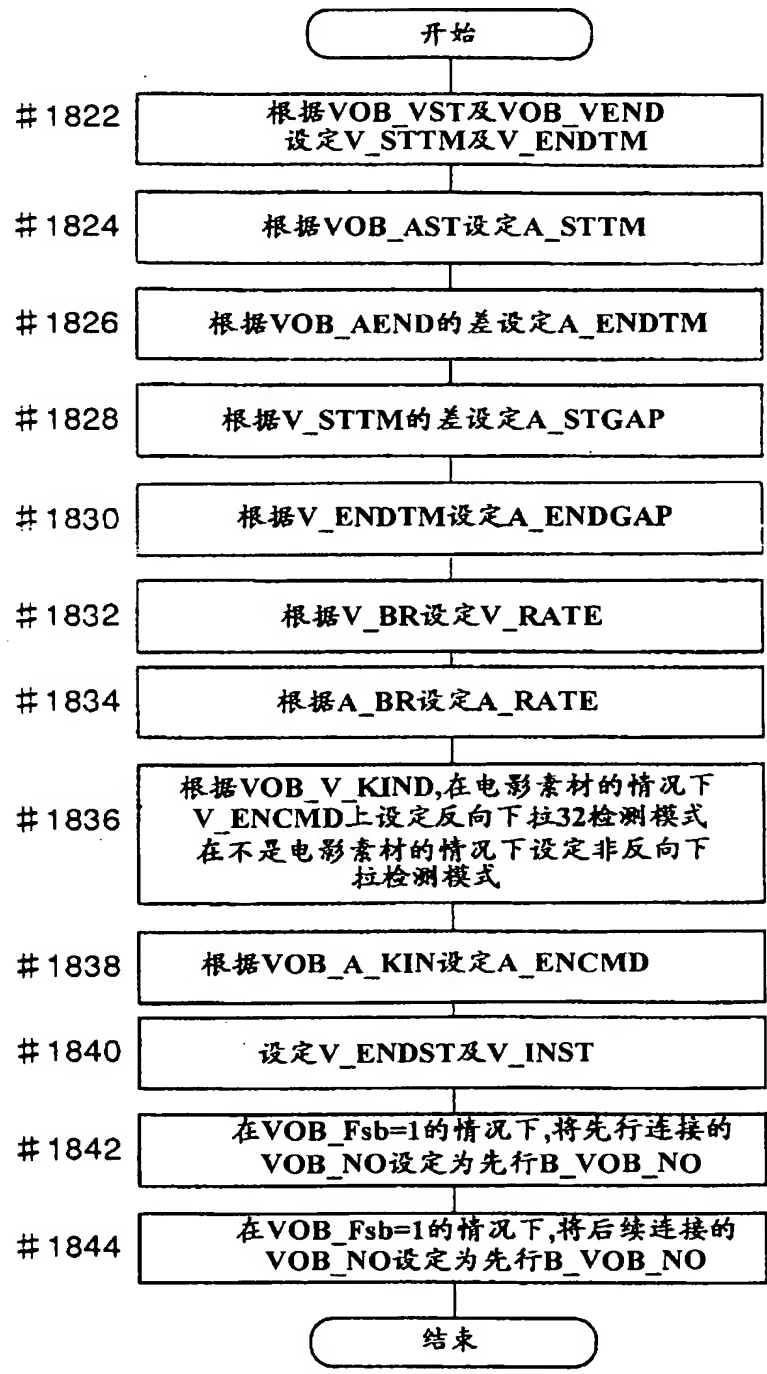 开始
#1822
根据VOB_VST及VOB_VEND
设定V_STTM及V_ENDTM
#1824
根据VOB_AST设定A_STTM
#1826
根据VOB_AEND的差设定A_ENDTM
#1828
根据V_STTM的差设定A_STGAP
#1830
根据V_ENDTM设定A_ENDGAP
#1832
根据V_BR设定V_RATE
#1834
根据A_BR设定A_RATE
#1836
根据VOB_V_KIND,在电影素材的情况下
V_ENCMD上设定反向下拉32检测模式
在不是电影素材的情况下设定非反向下
拉检测模式
#1838
根据VOB_A_KIN设定A_ENCMD
#1840
设定V_ENDST及V_INST
#1842
在VOB_Fsb=1的情况下,将先行连接的
VOB_NO设定为先行B_VOB_NO
#1844
在VOB_Fsb=1的情况下,将后续连接的
VOB_NO设定为先行B_VOB_NO
结束